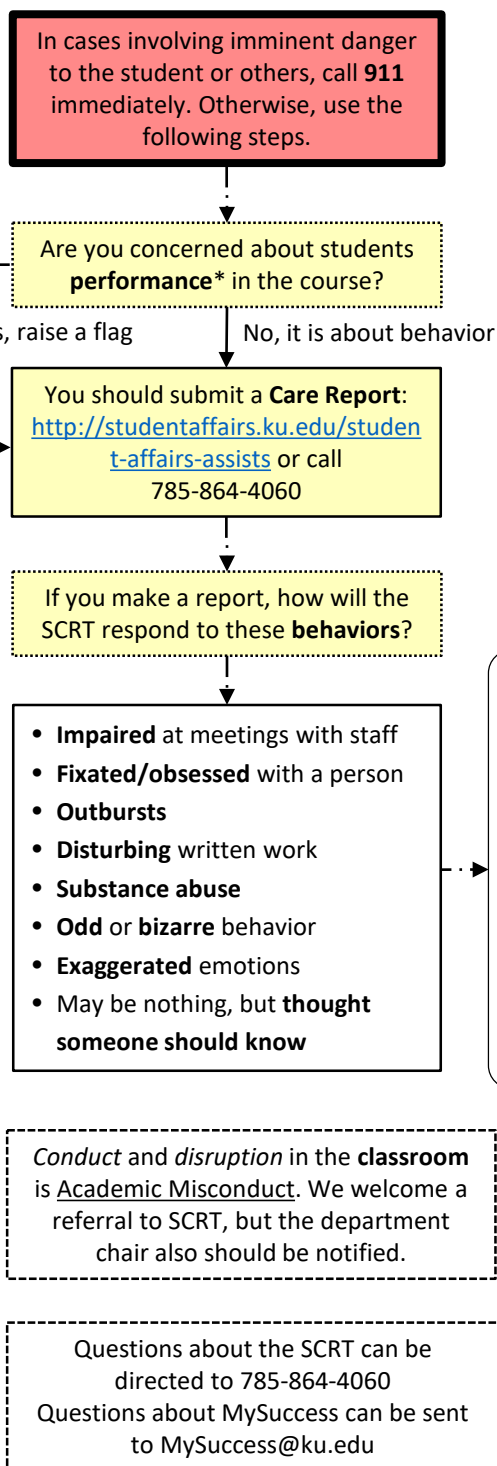 In cases involving imminent danger
to the student or others, call 911
immediately. Otherwise, use the
following steps.
Are you concerned about students
performance* in the course?
, raise a flag
No, it is about behavior
You should submit a Care Report:
http://studentaffairs.ku.edu/studen
t-affairs-assists or call
785-864-4060
If you make a report, how will the
SCRT respond to these behaviors?
• Impaired at meetings with staff
• Fixated/obsessed with a person
• Outbursts
• Disturbing written work
• Substance abuse
• Odd or bizarre behavior
• Exaggerated emotions
• May be nothing, but thought
someone should know
Conduct and disruption in the classroom
is Academic Misconduct. We welcome a
referral to SCRT, but the department
chair also should be notified.
Questions about the SCRT can be
directed to 785-864-4060
Questions about MySuccess can be sent
to MySuccess@ku.edu